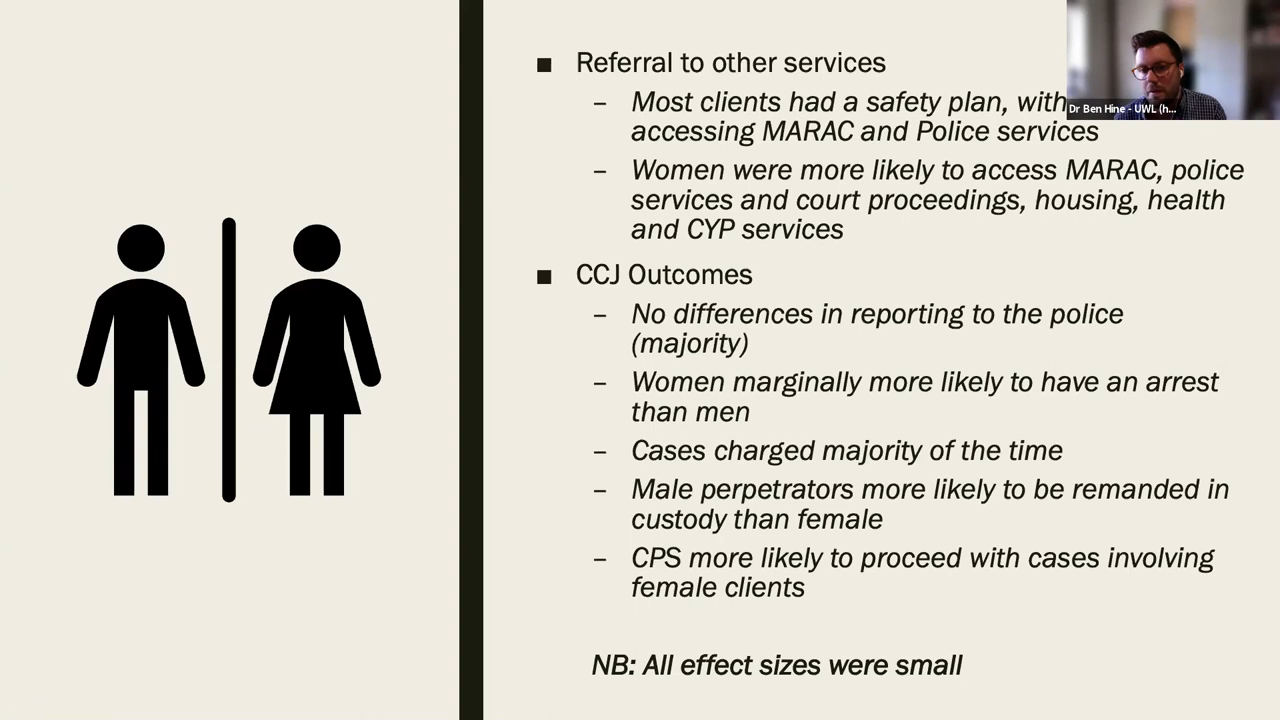 ■ Referral to other services
– Most clients had a safety plan, with
accessing MARAC and Police services
– Women were more likely to access MARAC, police
services and court proceedings, housing, health
and CYP services
■ CCJ Outcomes
– No differences in reporting to the police
(majority)
– Women marginally more likely to have an arrest
than men
– Cases charged majority of the time
– Male perpetrators more likely to be remanded in
custody than female
– CPS more likely to proceed with cases involving
female clients
NB: All effect sizes were small
Dr Ben Hine - UWL (h...